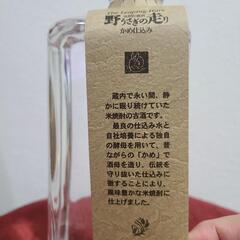 The Leaping Hare
野うさぎの走り
かめ仕込み
蔵内で永い間、静
かに眠り続けていた
米焼酎の古酒です。
最良の仕込み水と
自社培養による独自
の酵母を用いて、昔
ながらの「かめ」で
酒母を造り、伝統を
守り抜いた仕込みに
徹することにより、
風味豊かな米焼酎に
仕上げました。